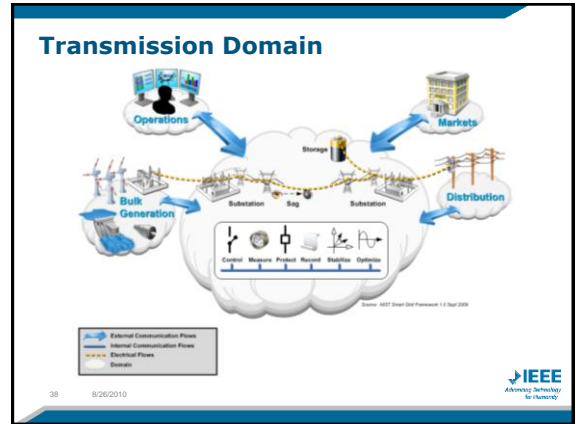 Transmission Domain
Operations
Markets
Storage
Bulk
Generation
Substation
Sag
Substation
Distribution
Control Measure Protect Record Stabilize Optimize
Source: NIST Smart Grid Framework 1.0 Sept 2009
External Communication Flows
Internal Communication Flows
Electrical Flows
Domain
38 8/26/2010
IEEE
Advancing Technology
for Humanity